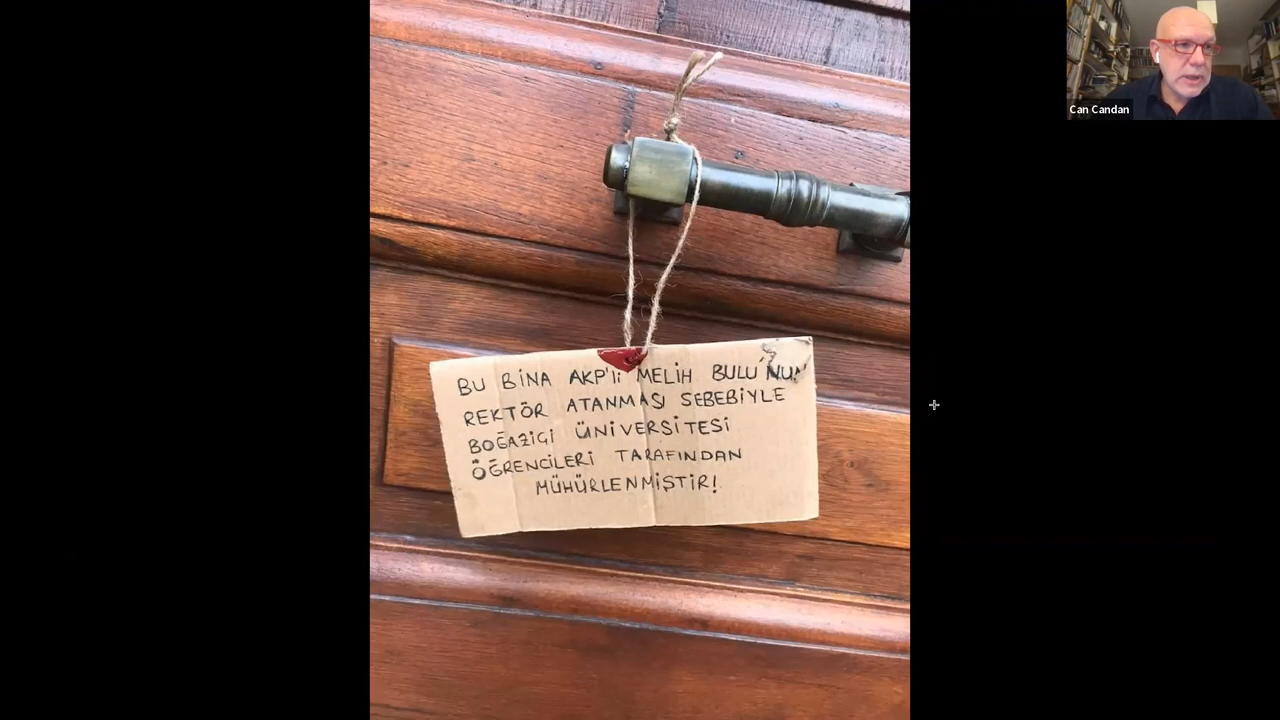 Can Candan
BU BİNA AKP'li MELİH BULU'NUN
REKTÖR ATANMASI SEBEBİYLE
BOĞAZİÇİ ÜNİVERSİTESİ
ÖĞRENCİLERİ TARAFINDAN
MÜHÜRLENMİŞTİR!